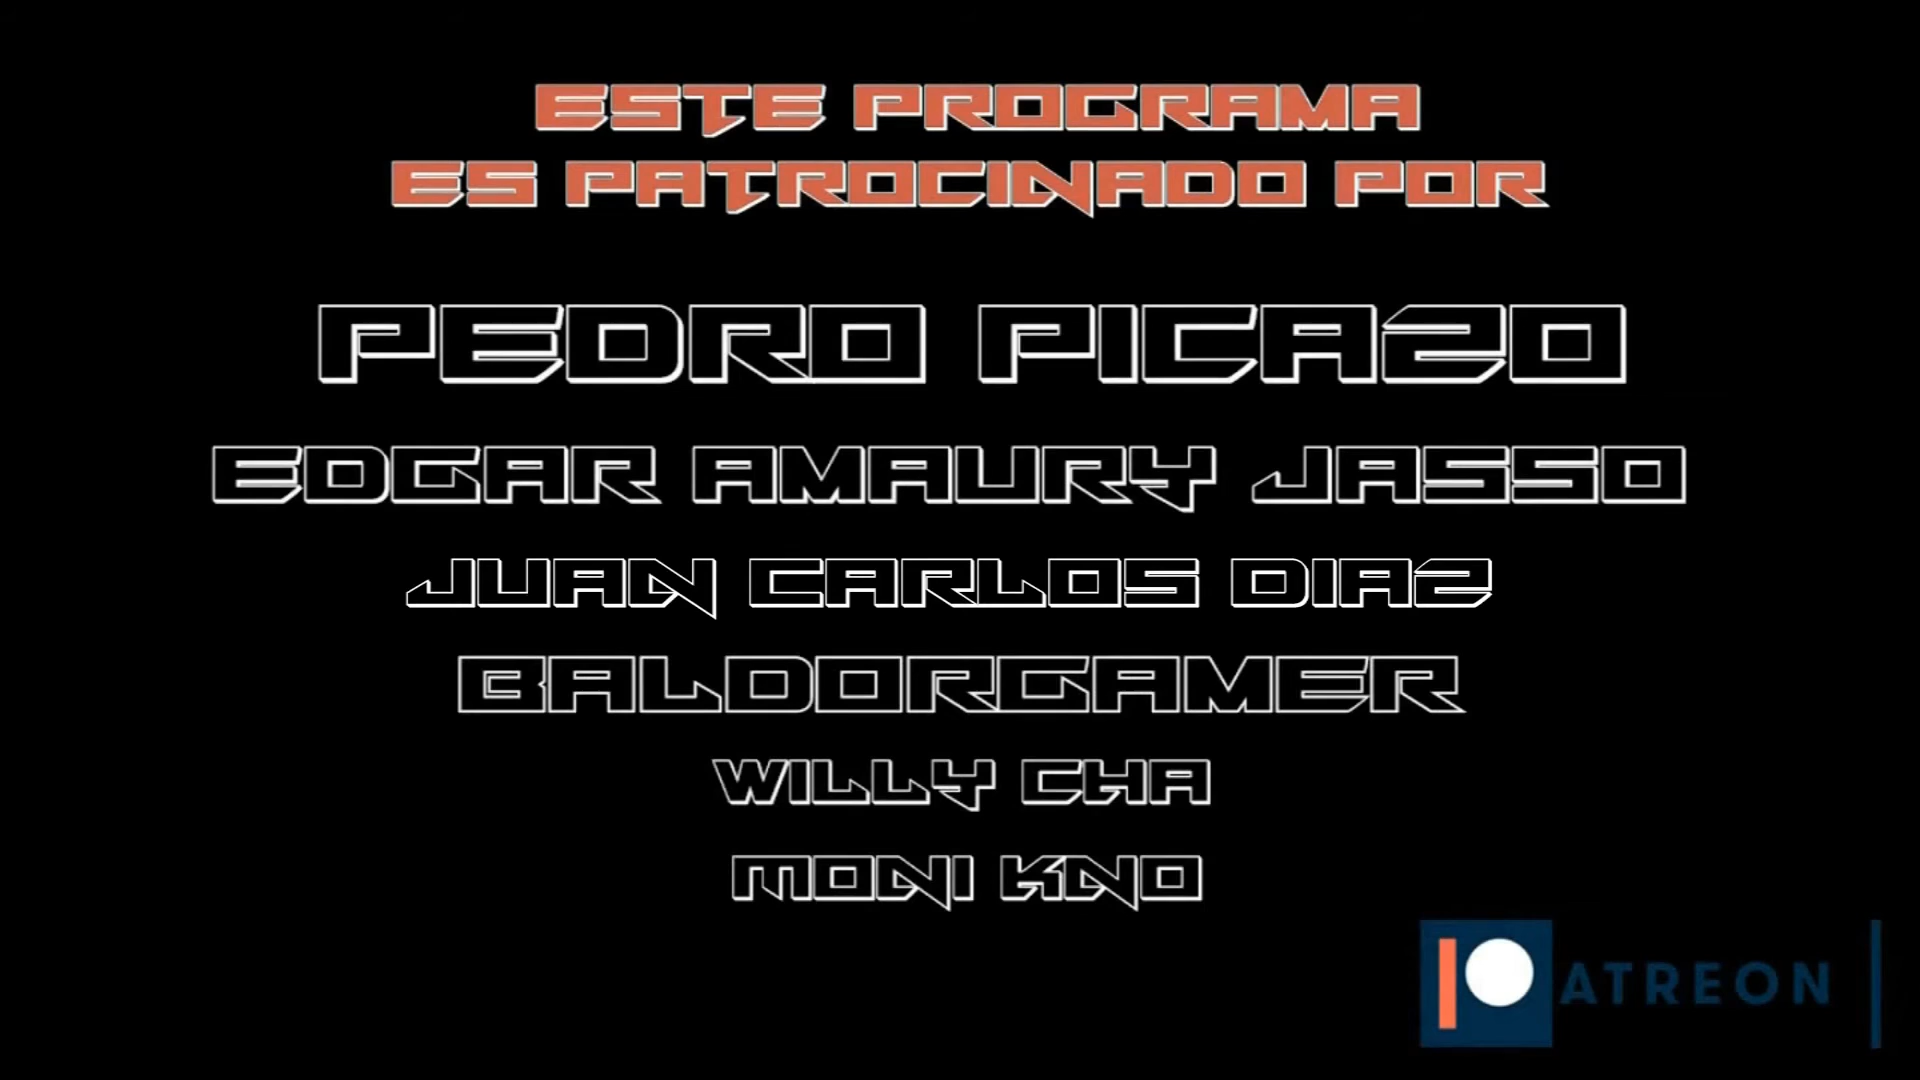 ESTE PROGRAMA
ES PATROCINADO POR
PEDRO PICAZO
EDGAR AMAURY JASSO
JUAN CARLOS DIAZ
BALDORGAMER
WILLY CHA
MONI KNO
PATREON